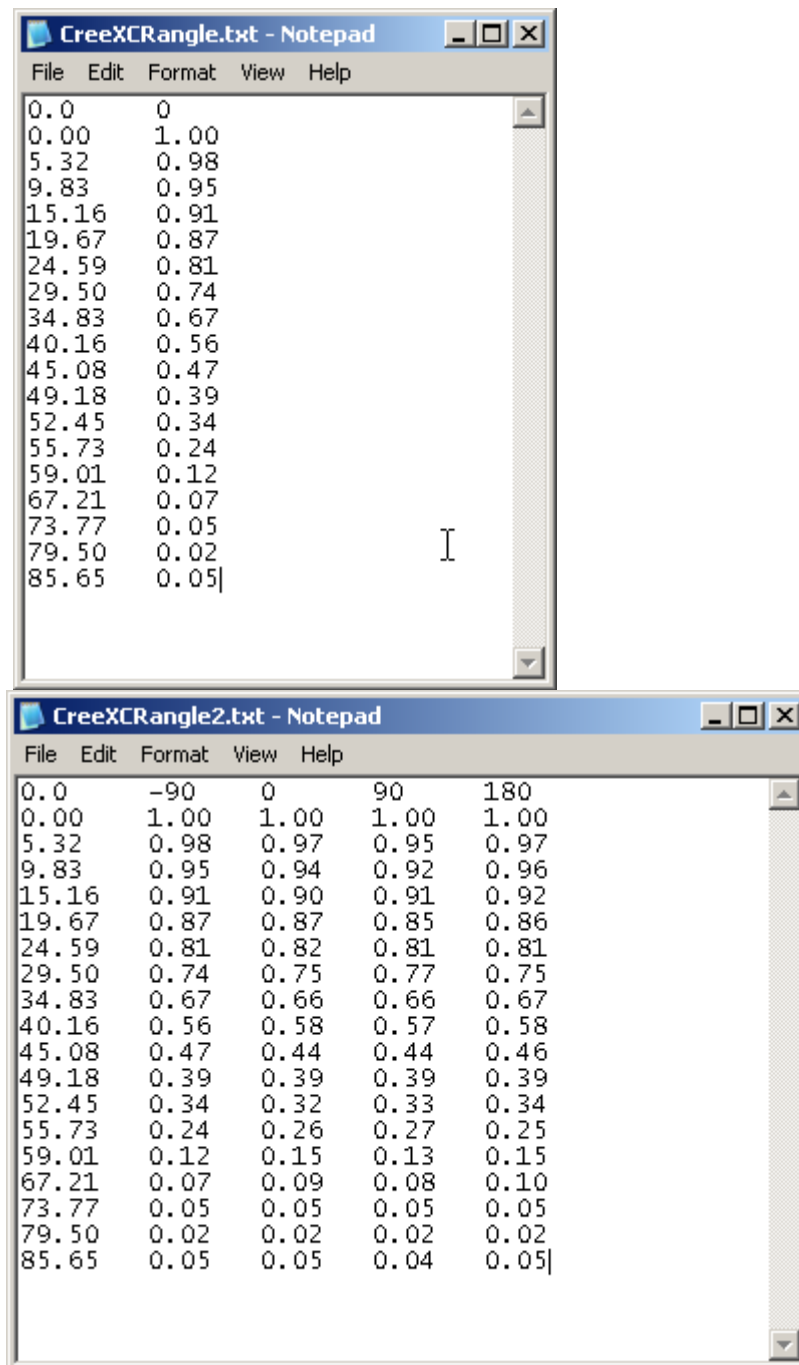 CreeXCRangle.txt - Notepad
File Edit Format View Help
0.0 0
0.00 1.00
5.32 0.98
9.83 0.95
15.16 0.91
19.67 0.87
24.59 0.81
29.50 0.74
34.83 0.67
40.16 0.56
45.08 0.47
49.18 0.39
52.45 0.34
55.73 0.24
59.01 0.12
67.21 0.07
73.77 0.05
79.50 0.02
85.65 0.05
CreeXCRangle2.txt - Notepad
File Edit Format View Help
0.0 -90 0 90 180
0.00 1.00 1.00 1.00 1.00
5.32 0.98 0.97 0.95 0.97
9.83 0.95 0.94 0.92 0.96
15.16 0.91 0.90 0.91 0.92
19.67 0.87 0.87 0.85 0.86
24.59 0.81 0.82 0.81 0.81
29.50 0.74 0.75 0.77 0.75
34.83 0.67 0.66 0.66 0.67
40.16 0.56 0.58 0.57 0.58
45.08 0.47 0.44 0.44 0.46
49.18 0.39 0.39 0.39 0.39
52.45 0.34 0.32 0.33 0.34
55.73 0.24 0.26 0.27 0.25
59.01 0.12 0.15 0.13 0.15
67.21 0.07 0.09 0.08 0.10
73.77 0.05 0.05 0.05 0.05
79.50 0.02 0.02 0.02 0.02
85.65 0.05 0.05 0.04 0.05